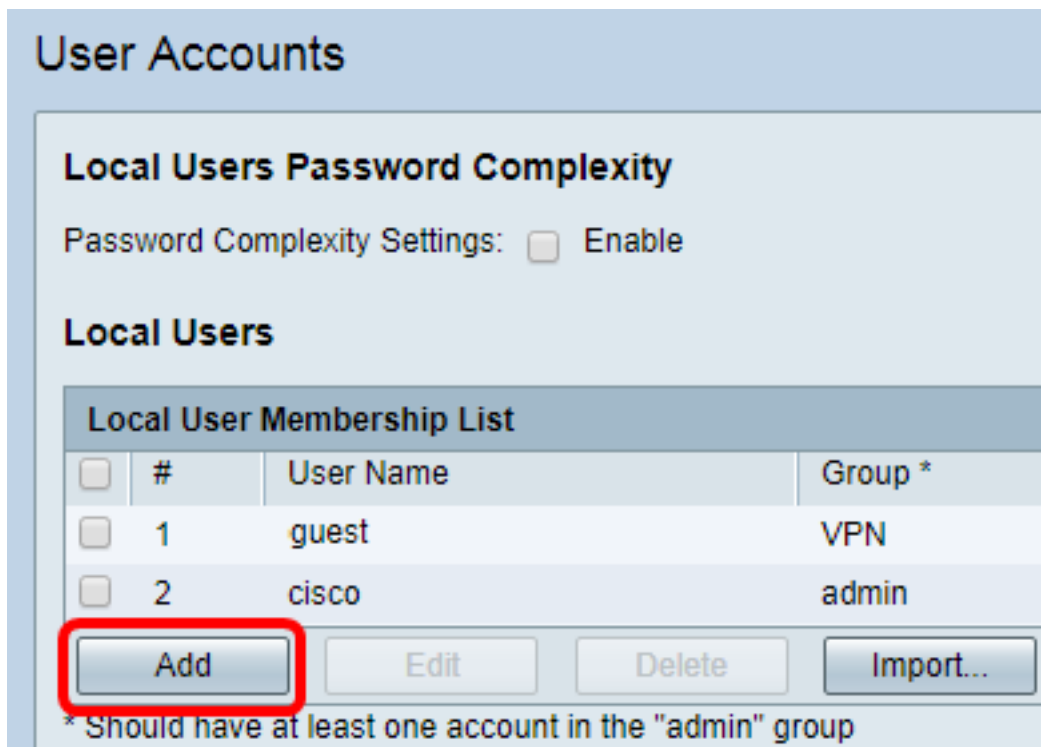 User Accounts
Local Users Password Complexity
Password Complexity Settings: Enable
Local Users
Local User Membership List
# User Name Group *
1 guest VPN
2 cisco admin
Add Edit Delete Import...
* Should have at least one account in the "admin" group